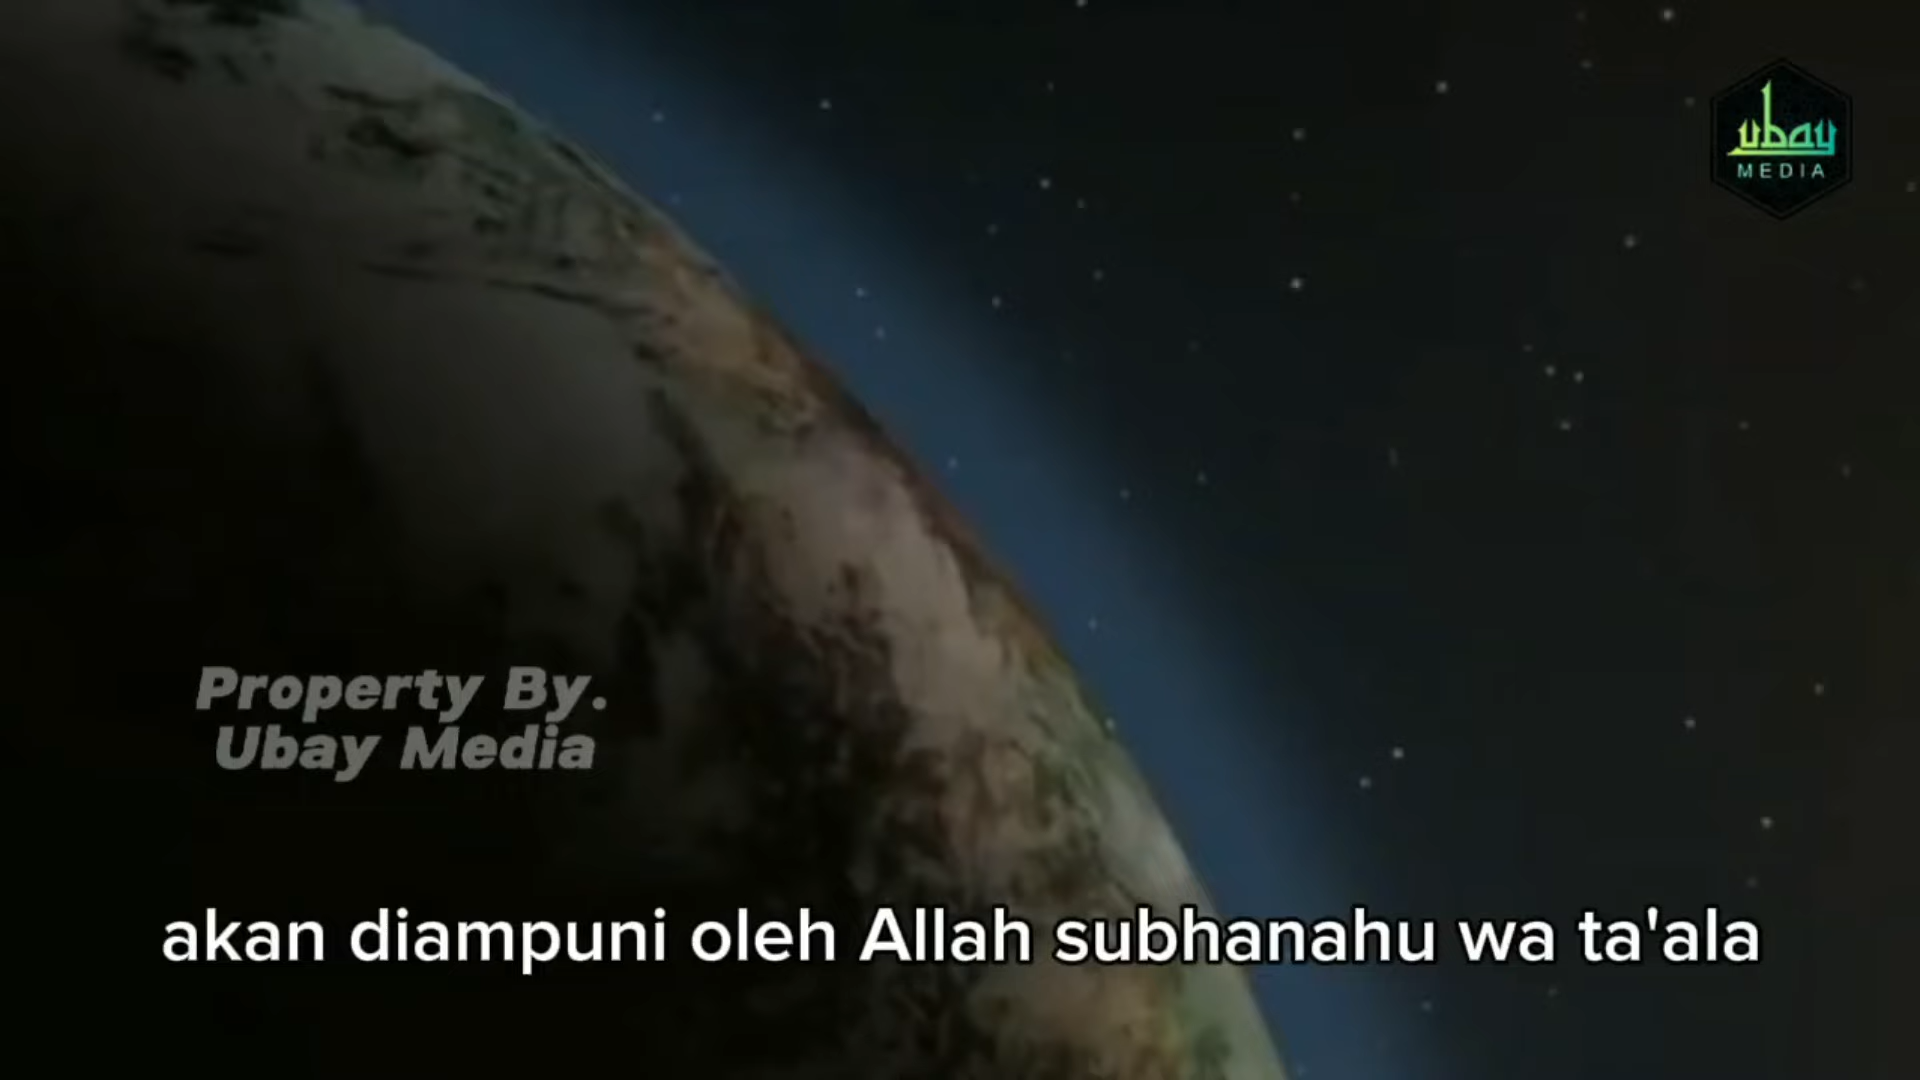 ubay
MEDIA
Property By.
Ubay Media
akan diampuni oleh Allah subhanahu wa ta'ala